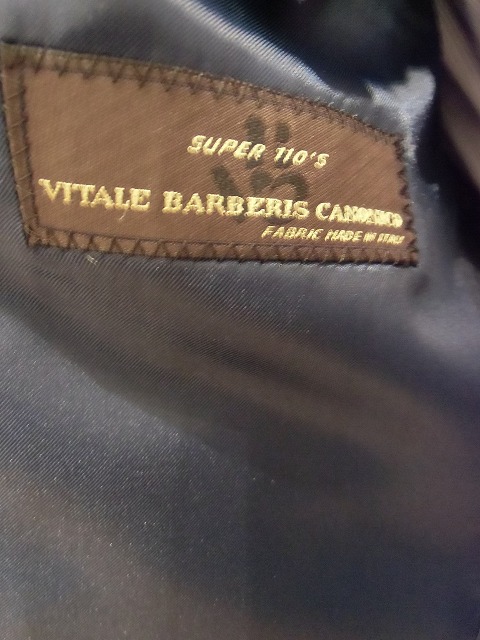 SUPER 110'S
VITALE BARBERIS CANONICO
FABRIC MADE IN ITALY